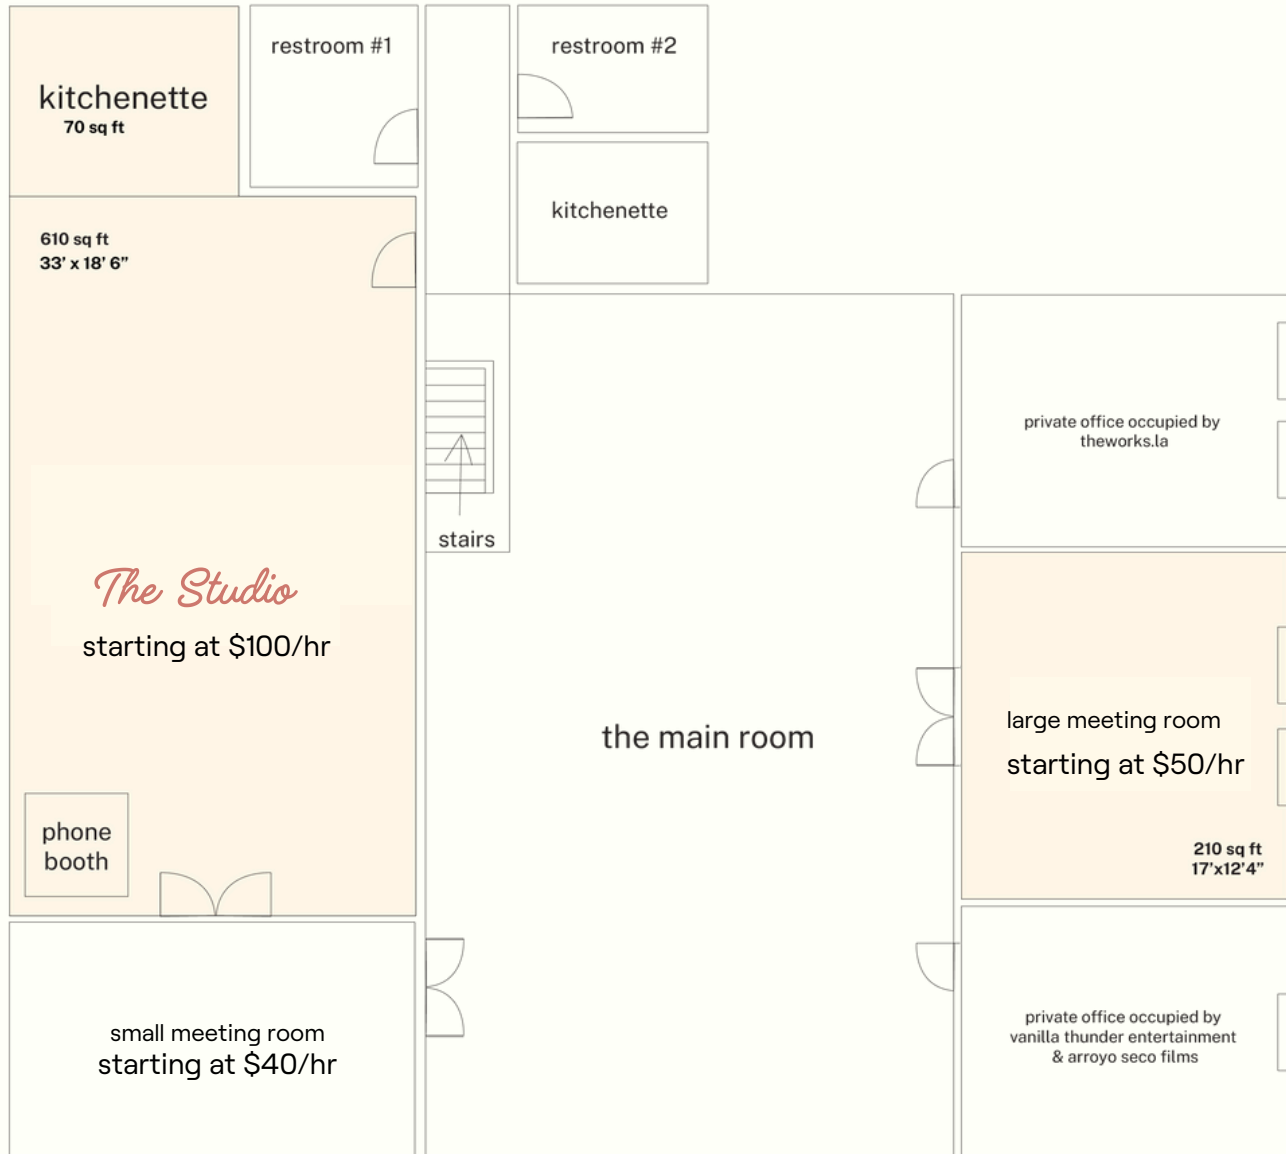 kitchenette
70 sq ft
restroom #1
restroom #2
kitchenette
610 sq ft
33' x 18' 6”
stairs
The Studio
starting at $100/hr
phone
booth
small meeting room
starting at $40/hr
the main room
private office occupied by
theworks.la
large meeting room
starting at $50/hr
210 sq ft
17'x12'4”
private office occupied by
vanilla thunder entertainment
& arroyo seco films